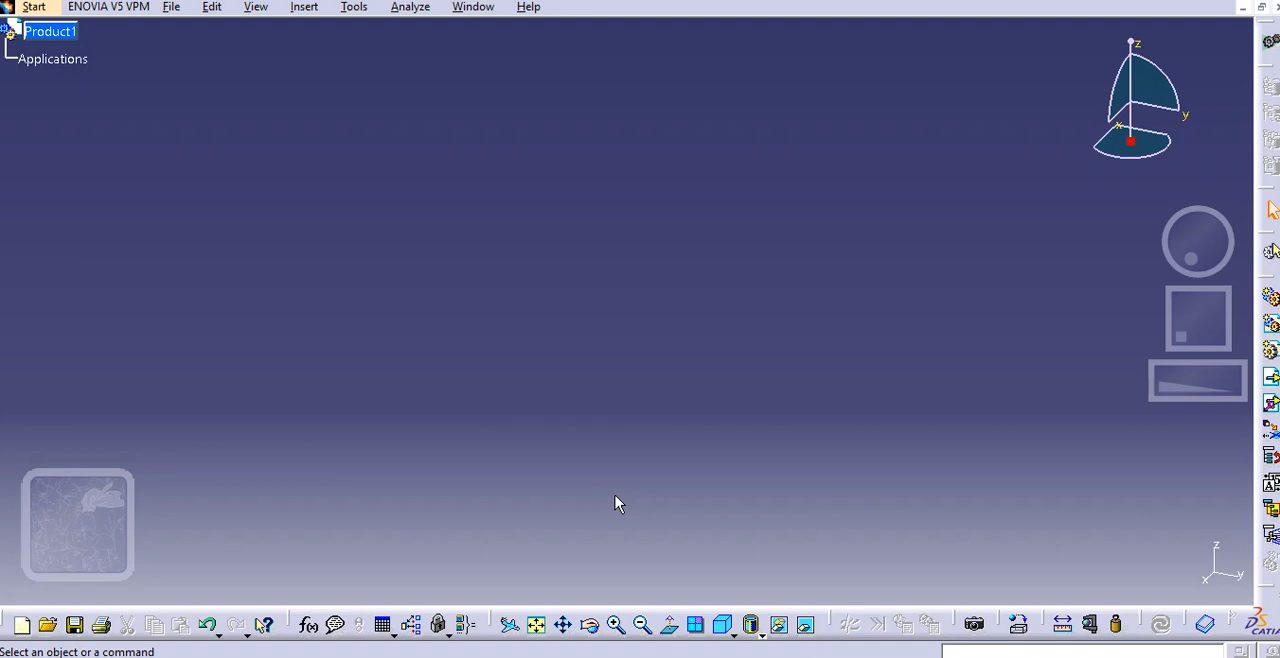 Start ENOVIA V5 VPM File Edit View Insert Tools Analyze Window Help
Product1
Applications
z
y
x
z
x y
f(x)
CATIA
Select an object or a command